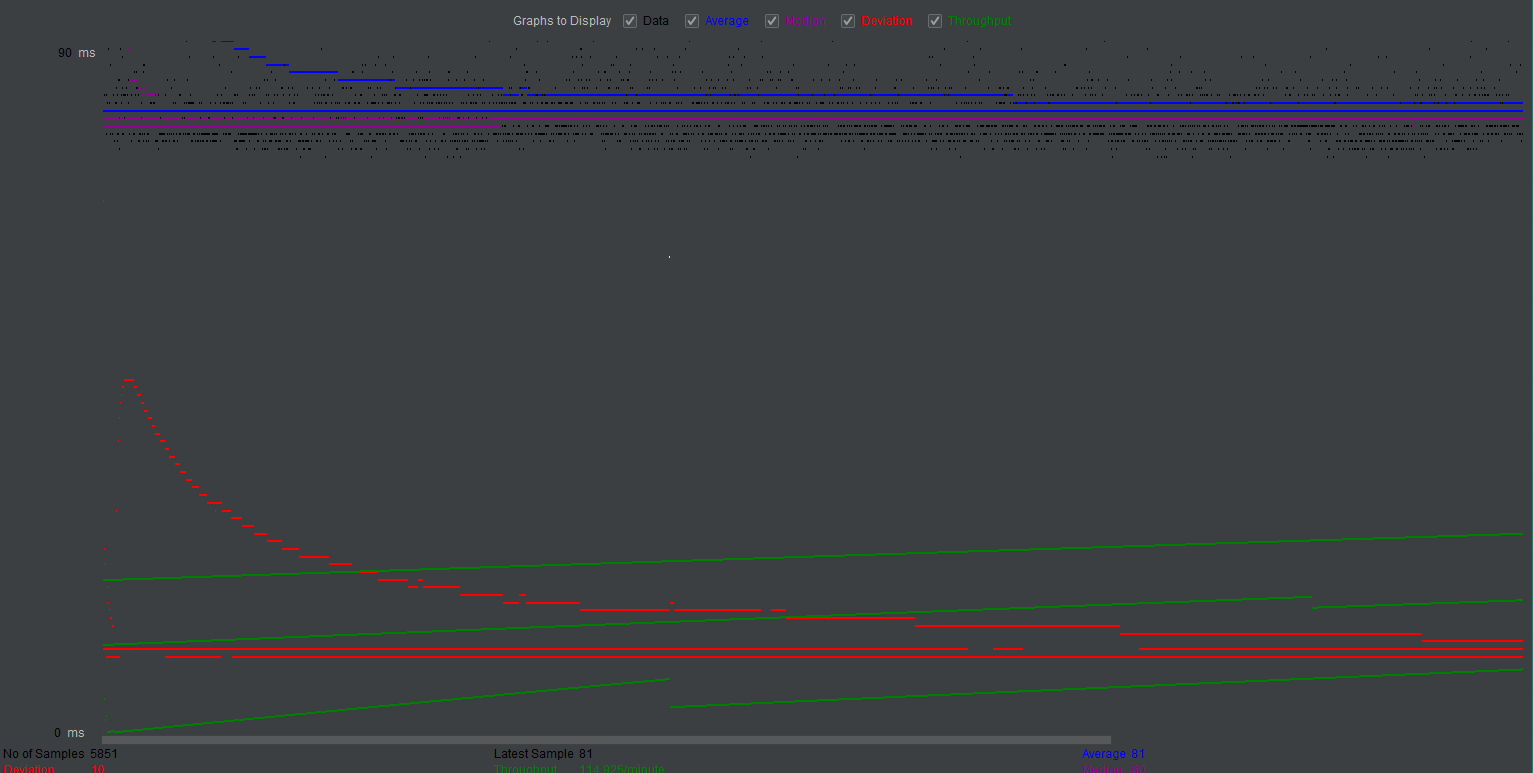 Graphs to Display Data Average Median Deviation Throughput
90 ms
0 ms
No of Samples 5851 Latest Sample 81 Average 81
Deviation 10 Throughput 114.925/minute Median